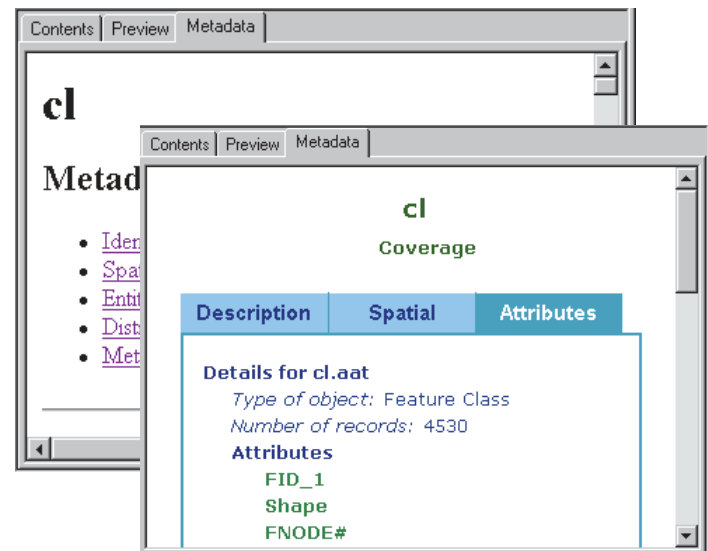 Contents Preview Metadata
cl
Metad
Iden
Spa
Entit
Dist
Met
Contents Preview Metadata
cl
Coverage
Description Spatial Attributes
Details for cl.aat
Type of object: Feature Class
Number of records: 4530
Attributes
FID_1
Shape
FNODE#